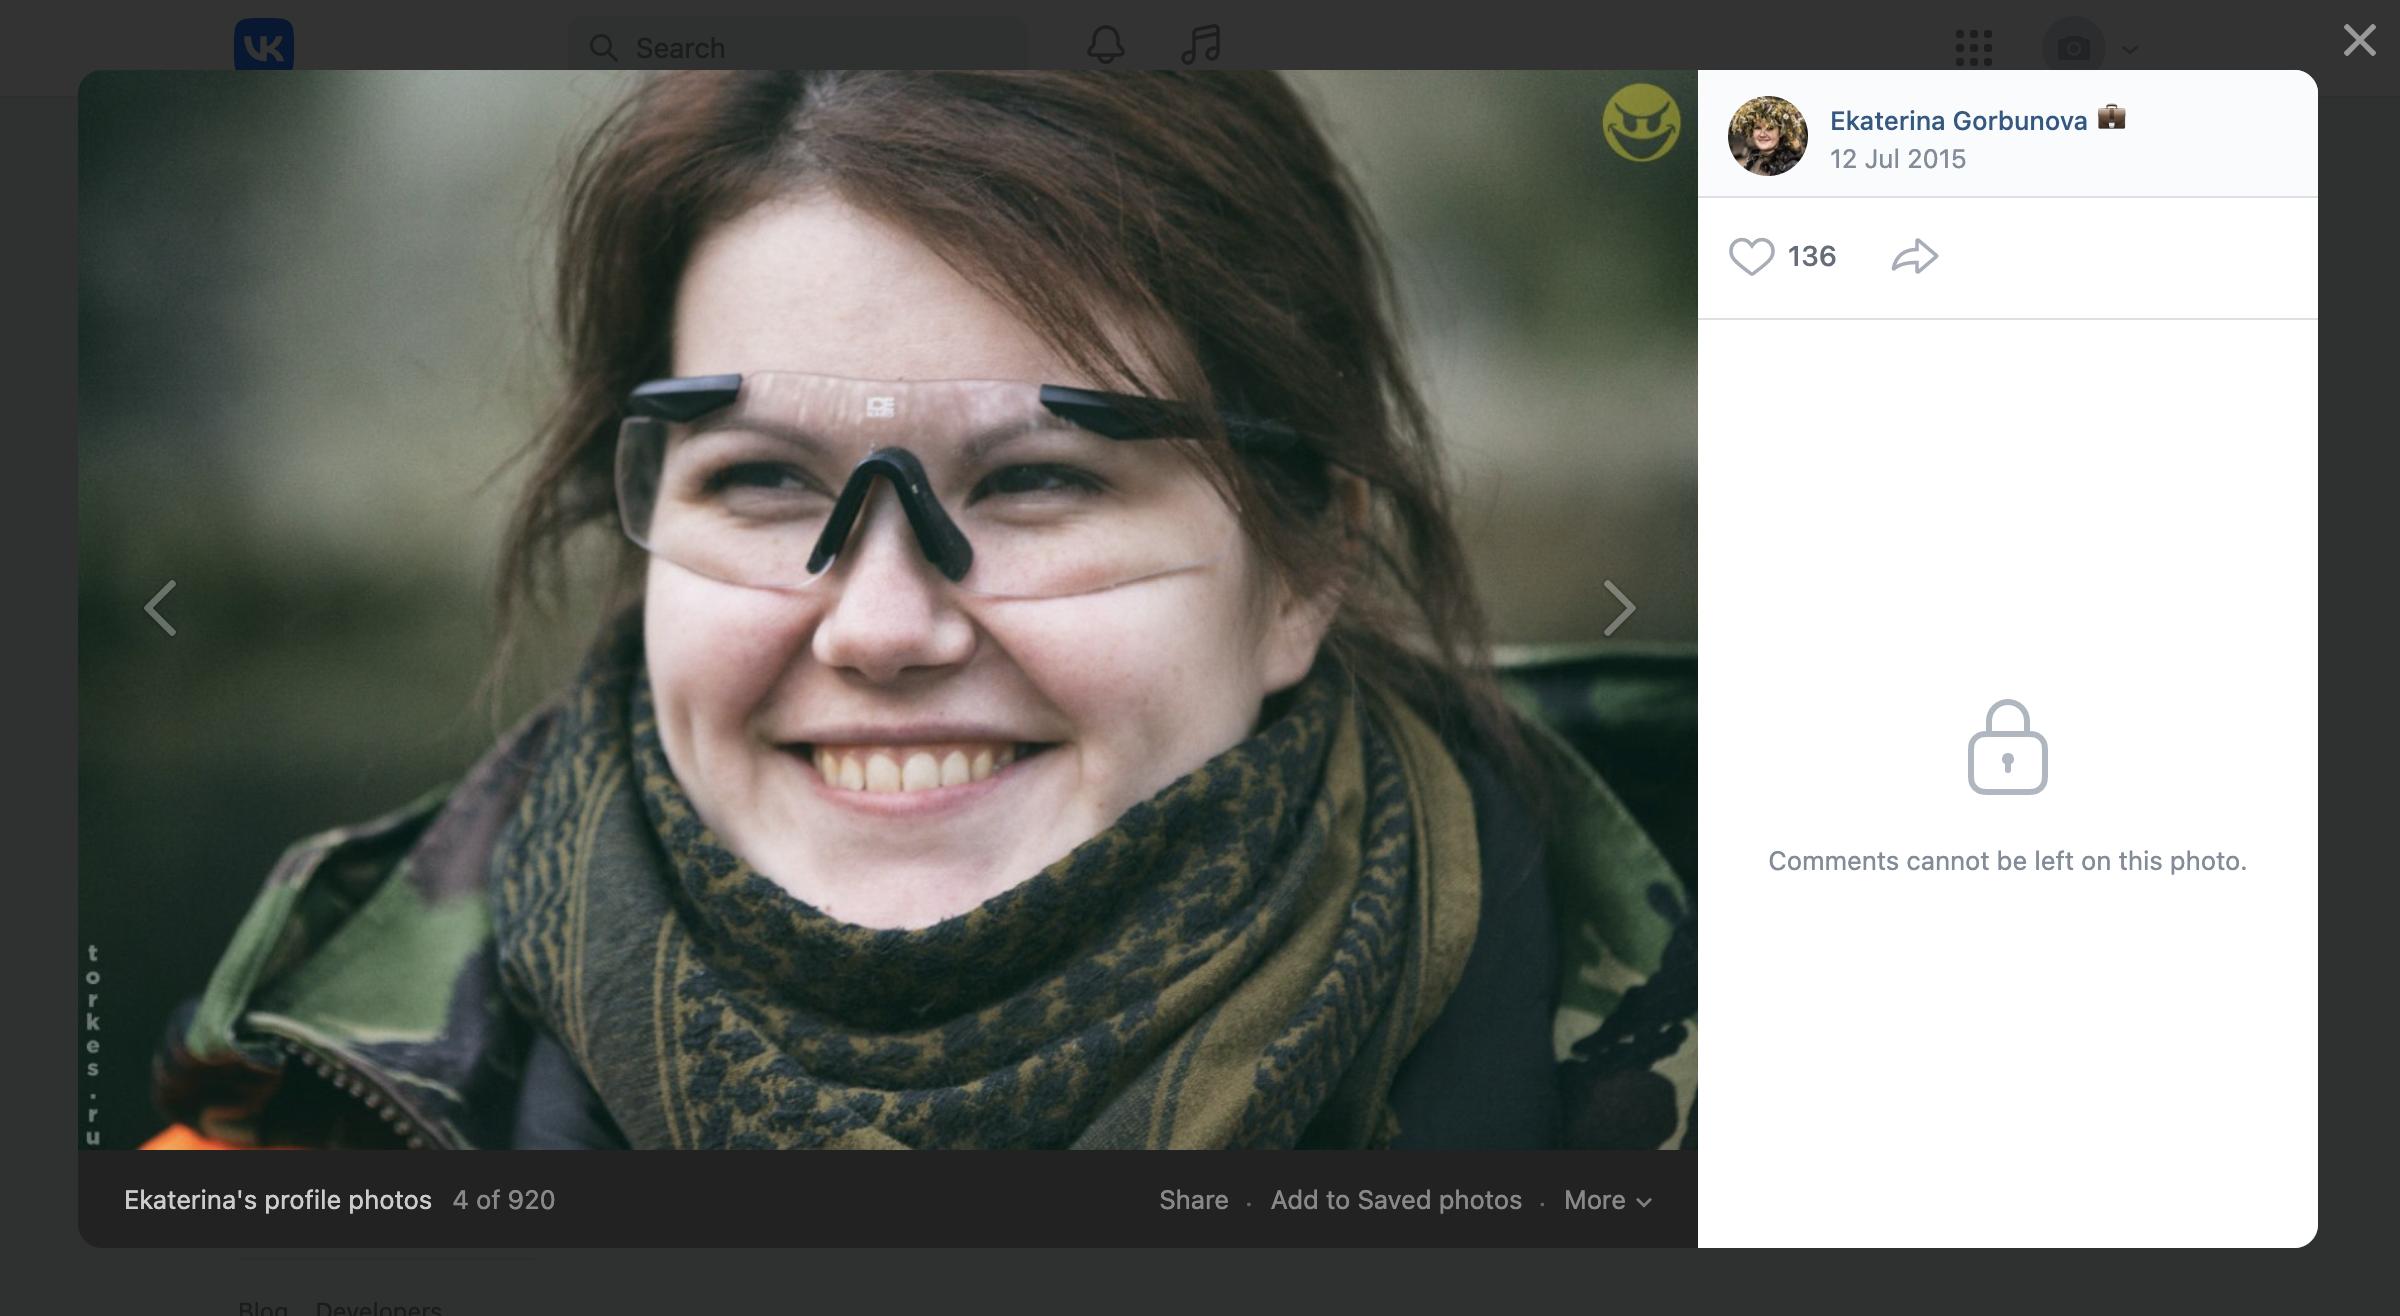 VK
Search
Ekaterina Gorbunova
12 Jul 2015
136
Comments cannot be left on this photo.
torkes.ru
Ekaterina's profile photos 4 of 920
Share · Add to Saved photos · More
Blog Developers